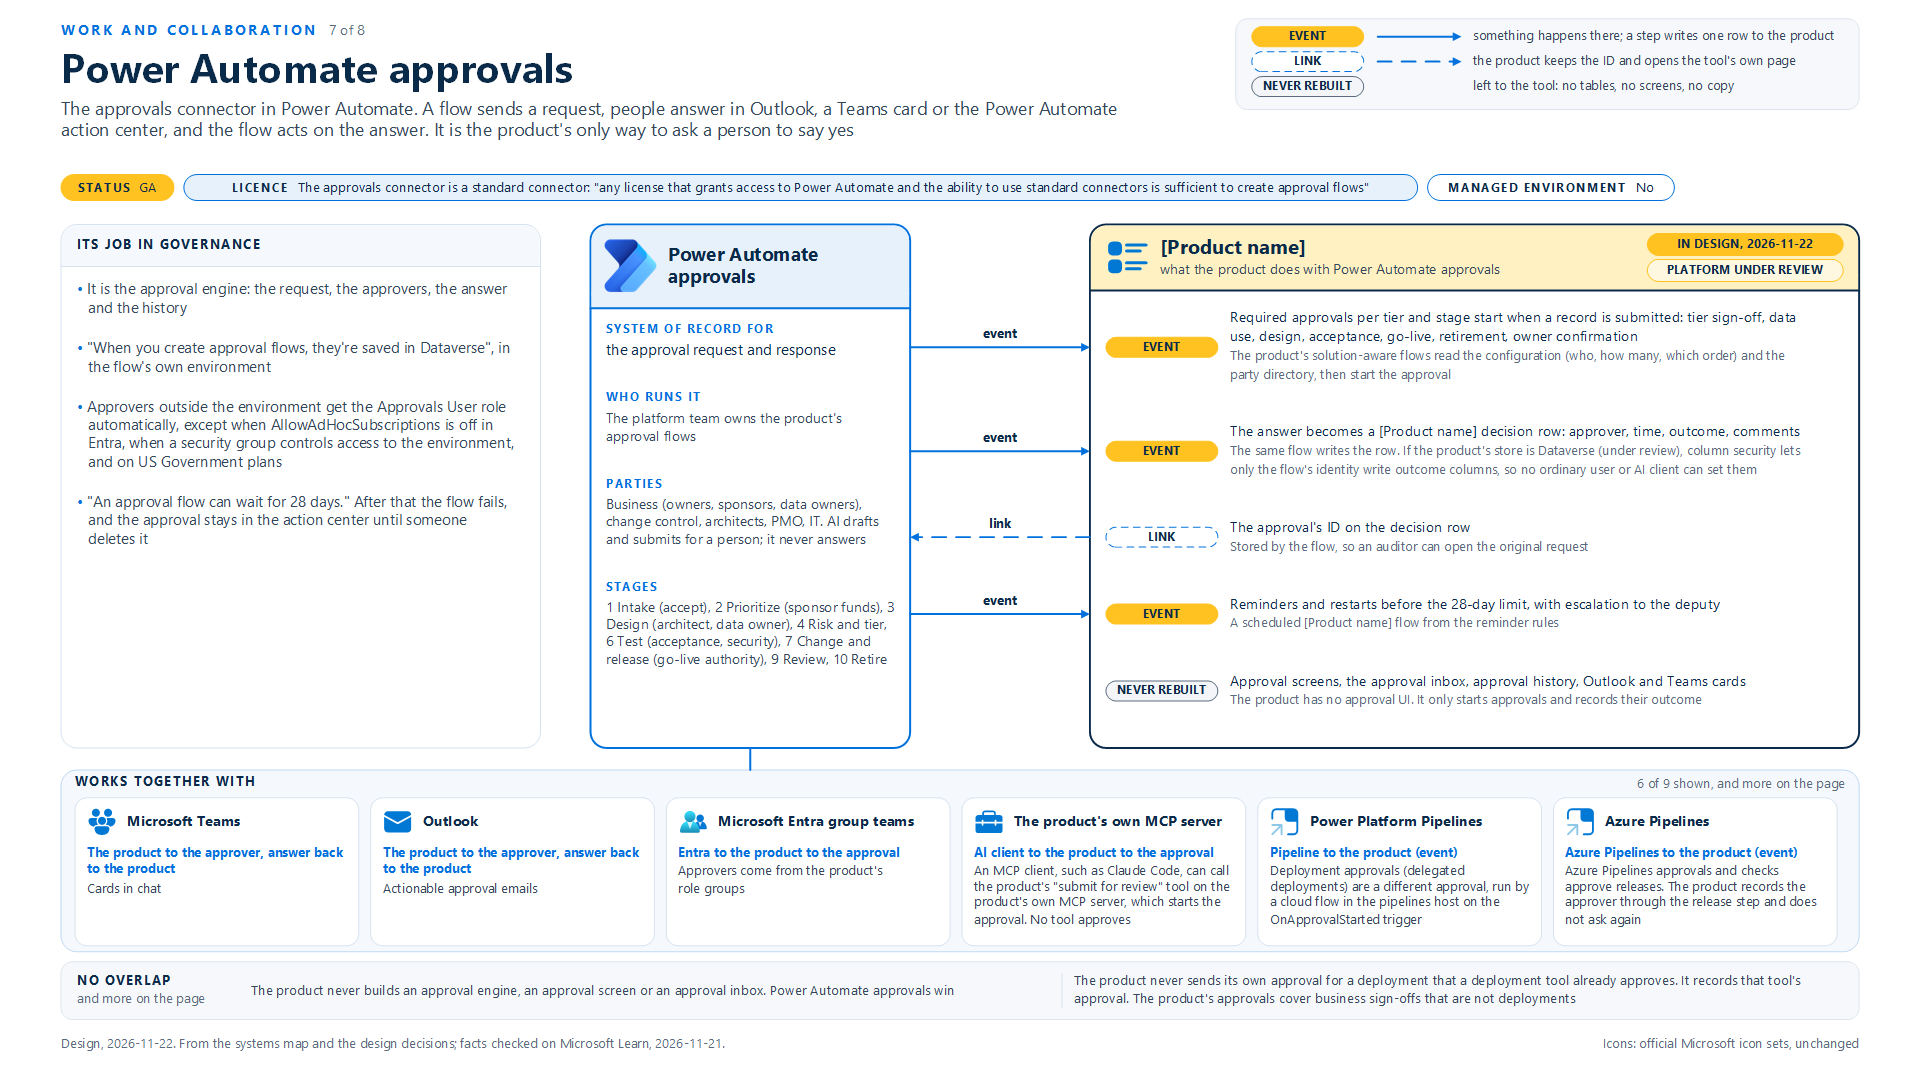 WORK AND COLLABORATION 7 of 8
Power Automate approvals
The approvals connector in Power Automate. A flow sends a request, people answer in Outlook, a Teams card or the Power Automate
action center, and the flow acts on the answer. It is the product's only way to ask a person to say yes
EVENT something happens there; a step writes one row to the product
LINK the product keeps the ID and opens the tool's own page
NEVER REBUILT left to the tool: no tables, no screens, no copy
STATUS GA
LICENCE The approvals connector is a standard connector: "any license that grants access to Power Automate and the ability to use standard connectors is sufficient to create approval flows"
MANAGED ENVIRONMENT No
ITS JOB IN GOVERNANCE
• It is the approval engine: the request, the approvers, the answer
and the history
• "When you create approval flows, they're saved in Dataverse", in
the flow's own environment
• Approvers outside the environment get the Approvals User role
automatically, except when AllowAdHocSubscriptions is off in
Entra, when a security group controls access to the environment,
and on US Government plans
• "An approval flow can wait for 28 days." After that the flow fails,
and the approval stays in the action center until someone
deletes it
Power Automate
approvals
SYSTEM OF RECORD FOR
the approval request and response
WHO RUNS IT
The platform team owns the product's
approval flows
PARTIES
Business (owners, sponsors, data owners),
change control, architects, PMO, IT. AI drafts
and submits for a person; it never answers
STAGES
1 Intake (accept), 2 Prioritize (sponsor funds), 3
Design (architect, data owner), 4 Risk and tier,
6 Test (acceptance, security), 7 Change and
release (go-live authority), 9 Review, 10 Retire
event
event
link
event
[Product name]
what the product does with Power Automate approvals
IN DESIGN, 2026-11-22
PLATFORM UNDER REVIEW
EVENT
Required approvals per tier and stage start when a record is submitted: tier sign-off, data
use, design, acceptance, go-live, retirement, owner confirmation
The product's solution-aware flows read the configuration (who, how many, which order) and the
party directory, then start the approval
EVENT
The answer becomes a [Product name] decision row: approver, time, outcome, comments
The same flow writes the row. If the product's store is Dataverse (under review), column security lets
only the flow's identity write outcome columns, so no ordinary user or AI client can set them
LINK
The approval's ID on the decision row
Stored by the flow, so an auditor can open the original request
EVENT
Reminders and restarts before the 28-day limit, with escalation to the deputy
A scheduled [Product name] flow from the reminder rules
NEVER REBUILT
Approval screens, the approval inbox, approval history, Outlook and Teams cards
The product has no approval UI. It only starts approvals and records their outcome
WORKS TOGETHER WITH
6 of 9 shown, and more on the page
Microsoft Teams
The product to the approver, answer back
to the product
Cards in chat
Outlook
The product to the approver, answer back
to the product
Actionable approval emails
Microsoft Entra group teams
Entra to the product to the approval
Approvers come from the product's
role groups
The product's own MCP server
AI client to the product to the approval
An MCP client, such as Claude Code, can call
the product's "submit for review" tool on the
product's own MCP server, which starts the
approval. No tool approves
Power Platform Pipelines
Pipeline to the product (event)
Deployment approvals (delegated
deployments) are a different approval, run by
a cloud flow in the pipelines host on the
OnApprovalStarted trigger
Azure Pipelines
Azure Pipelines to the product (event)
Azure Pipelines approvals and checks
approve releases. The product records the
approver through the release step and does
not ask again
NO OVERLAP
and more on the page
The product never builds an approval engine, an approval screen or an approval inbox. Power Automate approvals win
The product never sends its own approval for a deployment that a deployment tool already approves. It records that tool's
approval. The product's approvals cover business sign-offs that are not deployments
Design, 2026-11-22. From the systems map and the design decisions; facts checked on Microsoft Learn, 2026-11-21.
Icons: official Microsoft icon sets, unchanged